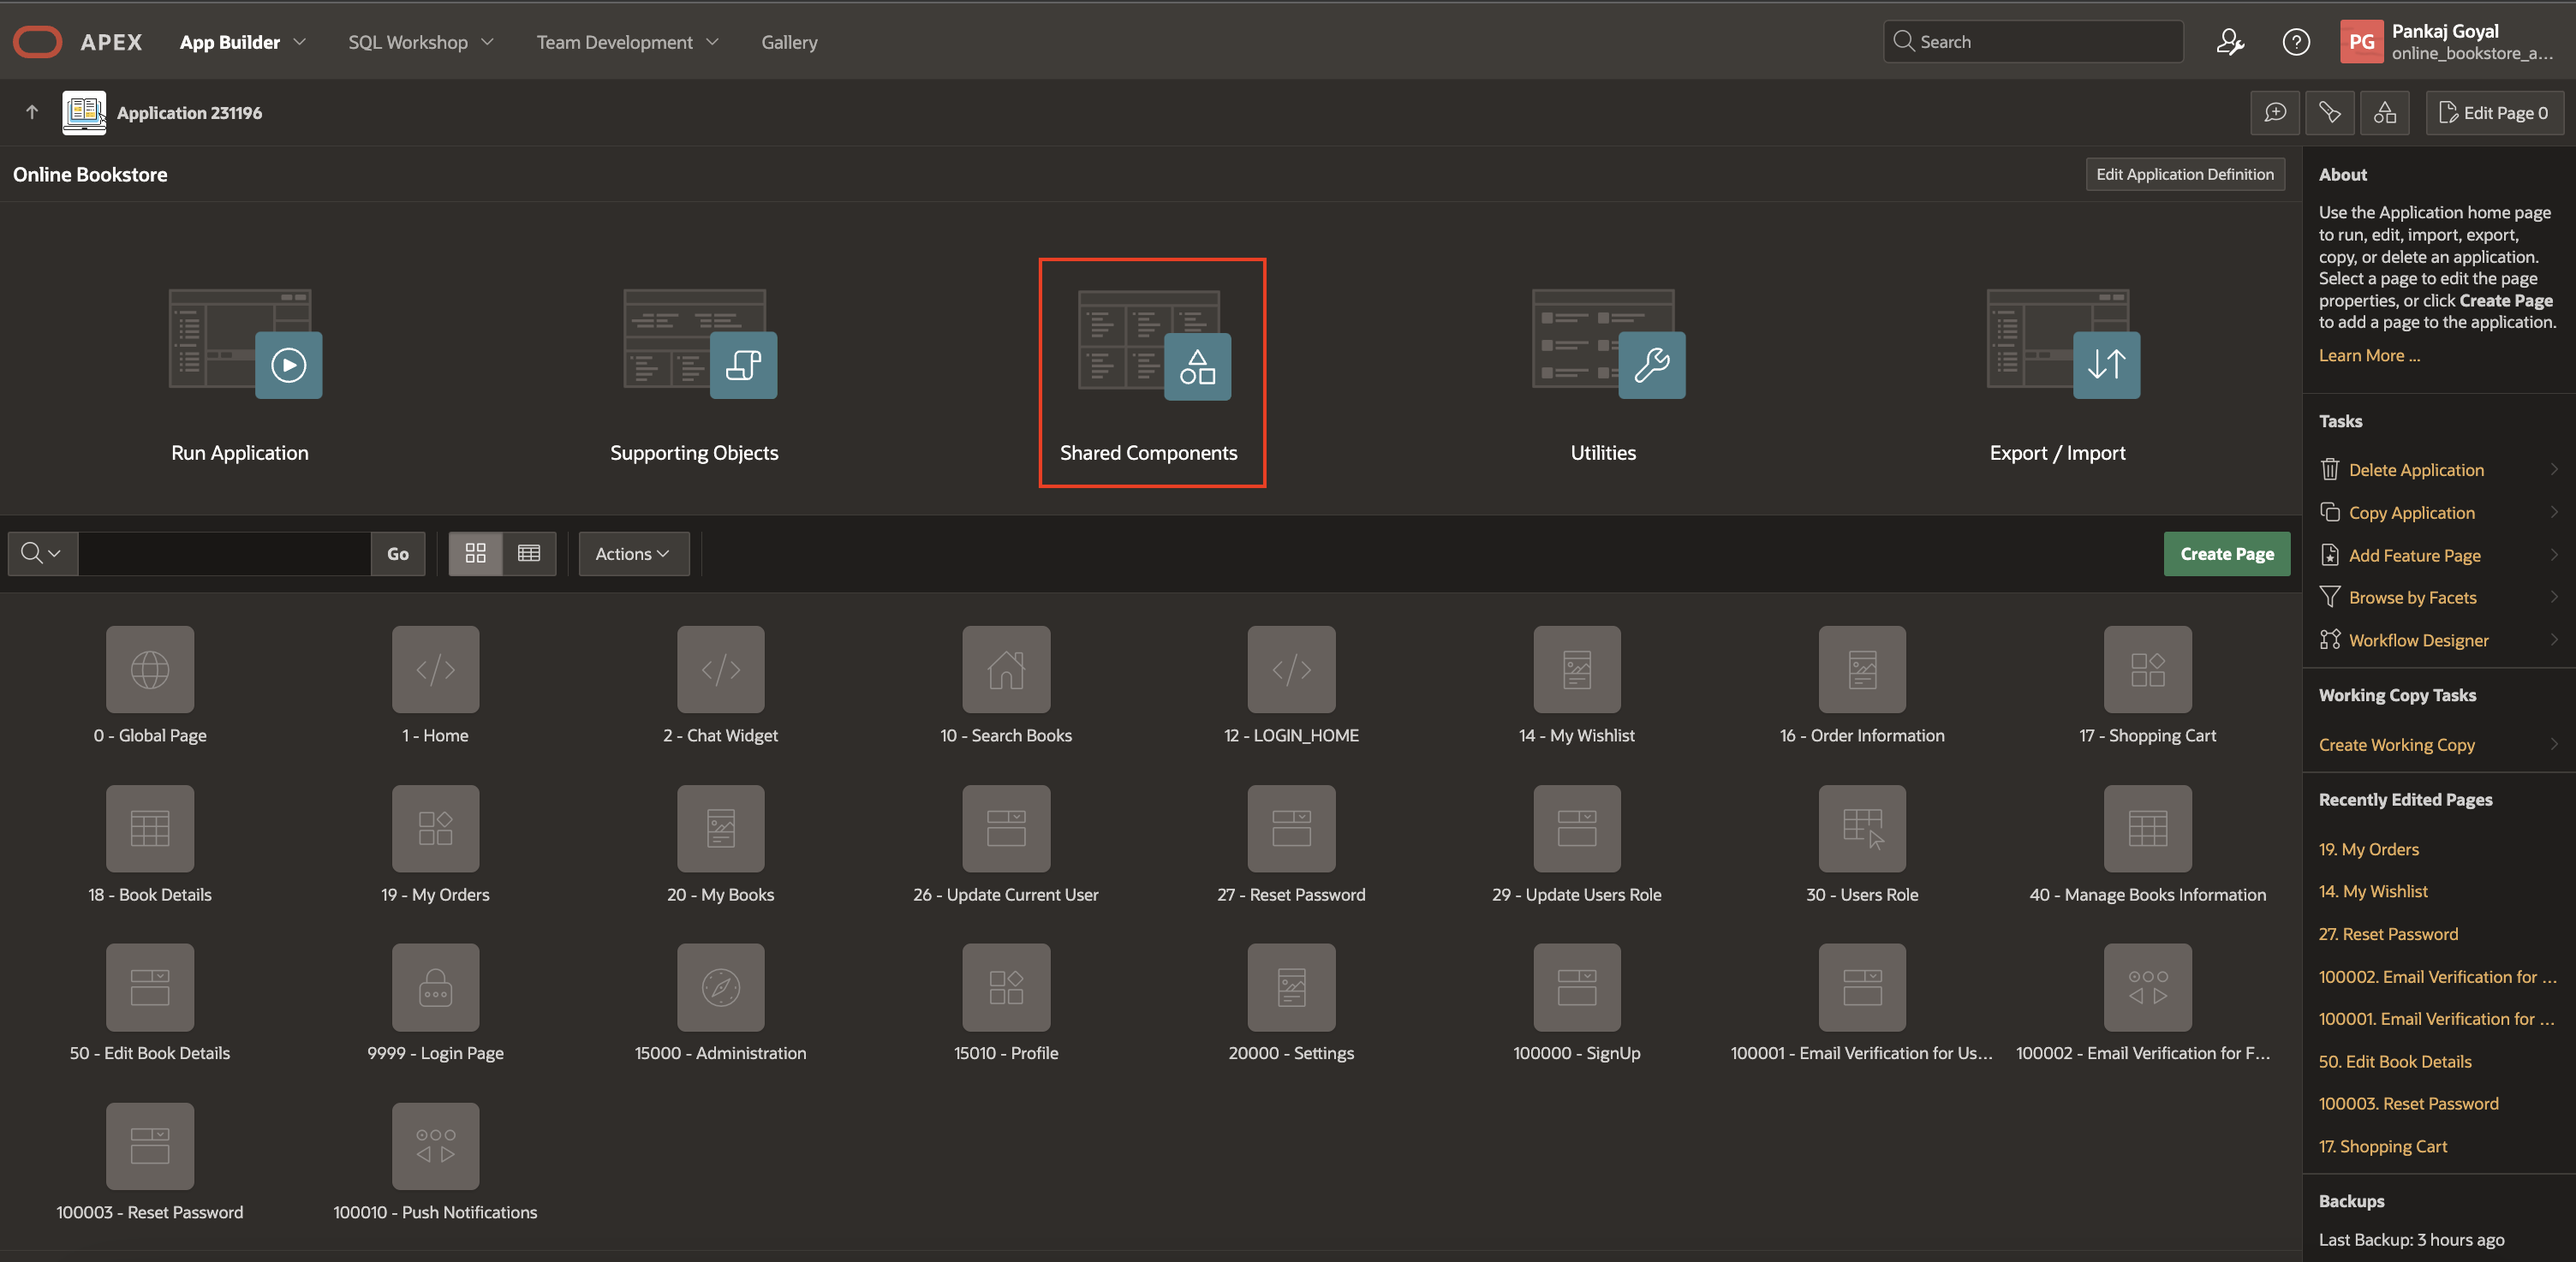 APEX App Builder SQL Workshop Team Development Gallery Search PG Pankaj Goyal
online_bookstore_a...
Application 231196 Edit Page 0
Online Bookstore Edit Application Definition
Run Application Supporting Objects Shared Components Utilities Export / Import
Go Actions Create Page
0 - Global Page 1 - Home 2 - Chat Widget 10 - Search Books 12 - LOGIN_HOME 14 - My Wishlist 16 - Order Information 17 - Shopping Cart
18 - Book Details 19 - My Orders 20 - My Books 26 - Update Current User 27 - Reset Password 29 - Update Users Role 30 - Users Role 40 - Manage Books Information
50 - Edit Book Details 9999 - Login Page 15000 - Administration 15010 - Profile 20000 - Settings 100000 - SignUp 100001 - Email Verification for Us... 100002 - Email Verification for F...
100003 - Reset Password 100010 - Push Notifications
About
Use the Application home page
to run, edit, import, export,
copy, or delete an application.
Select a page to edit the page
properties, or click Create Page
to add a page to the application.
Learn More ...
Tasks
Delete Application
Copy Application
Add Feature Page
Browse by Facets
Workflow Designer
Working Copy Tasks
Create Working Copy
Recently Edited Pages
19. My Orders
14. My Wishlist
27. Reset Password
100002. Email Verification for ...
100001. Email Verification for ...
50. Edit Book Details
100003. Reset Password
17. Shopping Cart
Backups
Last Backup: 3 hours ago